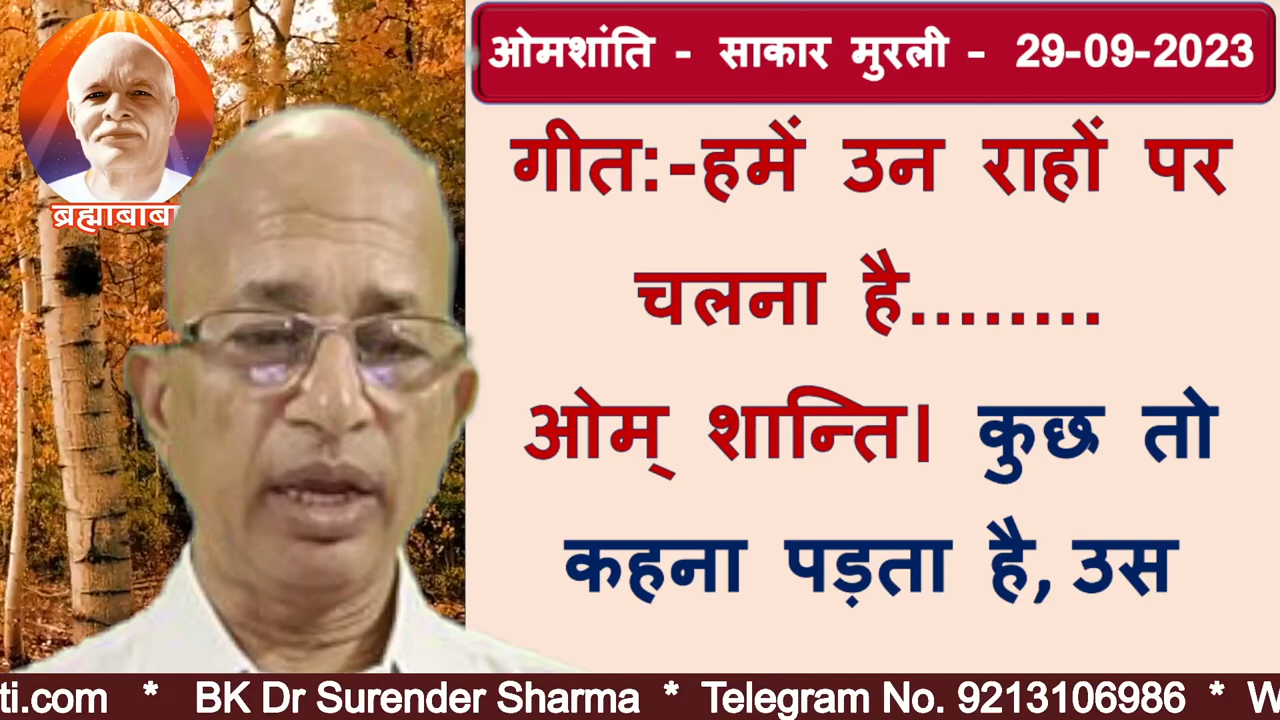 ओमशांति - साकार मुरली - 29-09-2023
ब्रह्माबाबा
गीत:-हमें उन राहों पर
चलना है........
ओम् शान्ति। कुछ तो
कहना पड़ता है, उस
ti.com * BK Dr Surender Sharma * Telegram No. 9213106986 * W